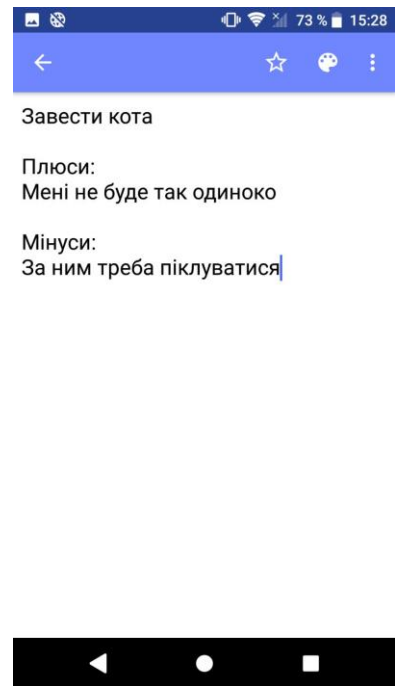 73 % 15:28
Завести кота
Плюси:
Мені не буде так одиноко
Мінуси:
За ним треба піклуватися